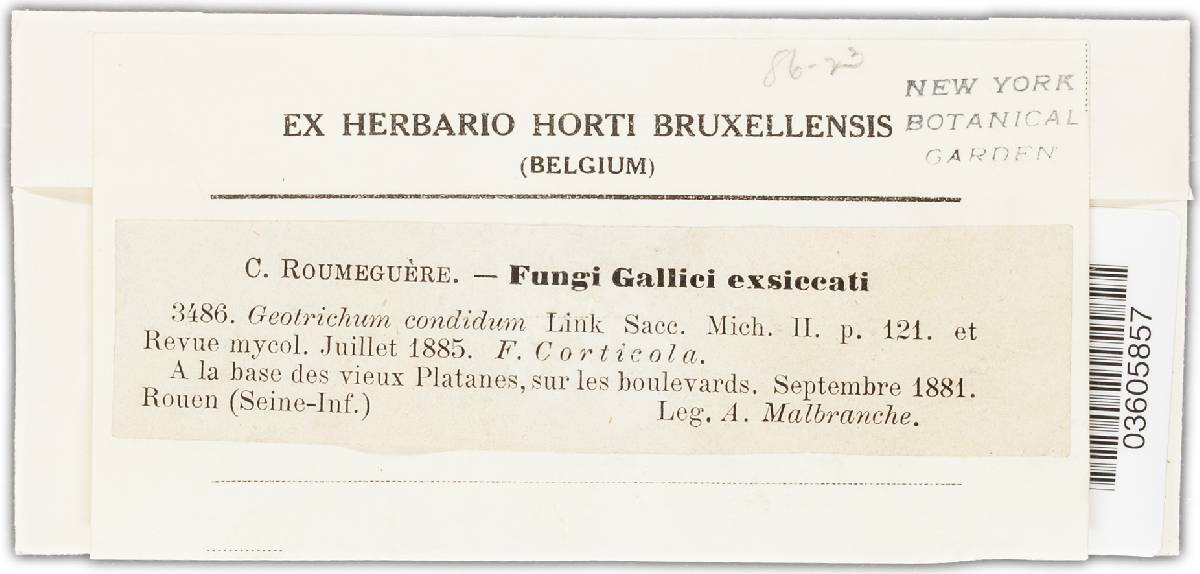 86-23
NEW YORK
BOTANICAL
GARDEN
EX HERBARIO HORTI BRUXELLENSIS
(BELGIUM)
C. ROUMEGUÈRE. — Fungi Gallici exsiccati
3486. Geotrichum condidum Link Sacc. Mich. II. p. 121. et
Revue mycol. Juillet 1885. F. Corticola.
A la base des vieux Platanes, sur les boulevards. Septembre 1881.
Rouen (Seine-Inf.) Leg. A. Malbranche.
03605857